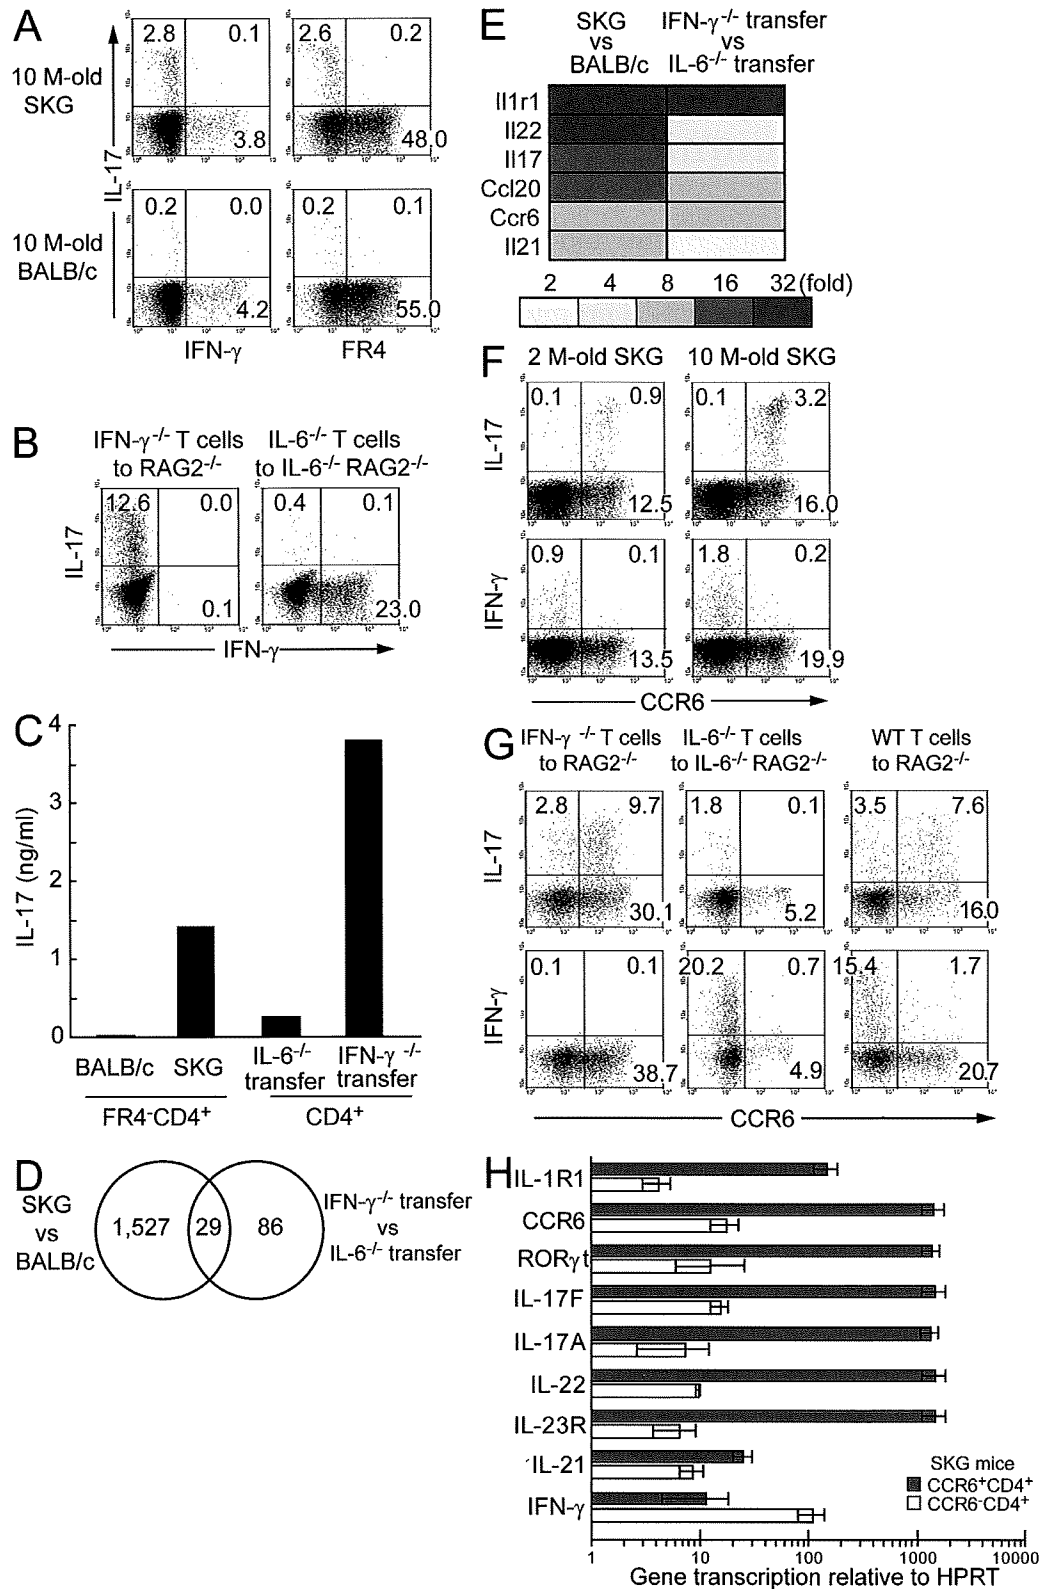 A
10 M-old
SKG
2.8
0.1
3.8
2.6
0.2
48.0
IL-17
10 M-old
BALB/c
0.2
0.0
4.2
0.2
0.1
55.0
IFN-γ
FR4
B
IFN-γ-/- T cells
to RAG2-/-
IL-6-/- T cells
to IL-6-/- RAG2-/-
IL-17
12.6
0.0
0.1
0.4
0.1
23.0
IFN-γ
C
IL-17 (ng/ml)
4
3
2
1
0
BALB/c
SKG
IL-6-/-
transfer
IFN-γ -/-
transfer
FR4-CD4+
CD4+
D
SKG
vs
BALB/c
1,527
29
86
IFN-γ-/- transfer
vs
IL-6-/- transfer
E
SKG
vs
BALB/c
IFN-γ-/- transfer
vs
IL-6-/- transfer
Il1r1
Il22
Il17
Ccl20
Ccr6
Il21
2 4 8 16 32 (fold)
F
2 M-old SKG
10 M-old SKG
IL-17
0.1
0.9
12.5
0.1
3.2
16.0
IFN-γ
0.9
0.1
13.5
1.8
0.2
19.9
CCR6
G
IFN-γ -/- T cells
to RAG2-/-
IL-6-/- T cells
to IL-6-/- RAG2-/-
WT T cells
to RAG2-/-
IL-17
2.8
9.7
30.1
1.8
0.1
5.2
3.5
7.6
16.0
IFN-γ
0.1
0.1
38.7
20.2
0.7
4.9
15.4
1.7
20.7
CCR6
H
IL-1R1
CCR6
RORγt
IL-17F
IL-17A
IL-22
IL-23R
IL-21
IFN-γ
SKG mice
CCR6+CD4+
CCR6-CD4+
1 10 100 1000 10000
Gene transcription relative to HPRT